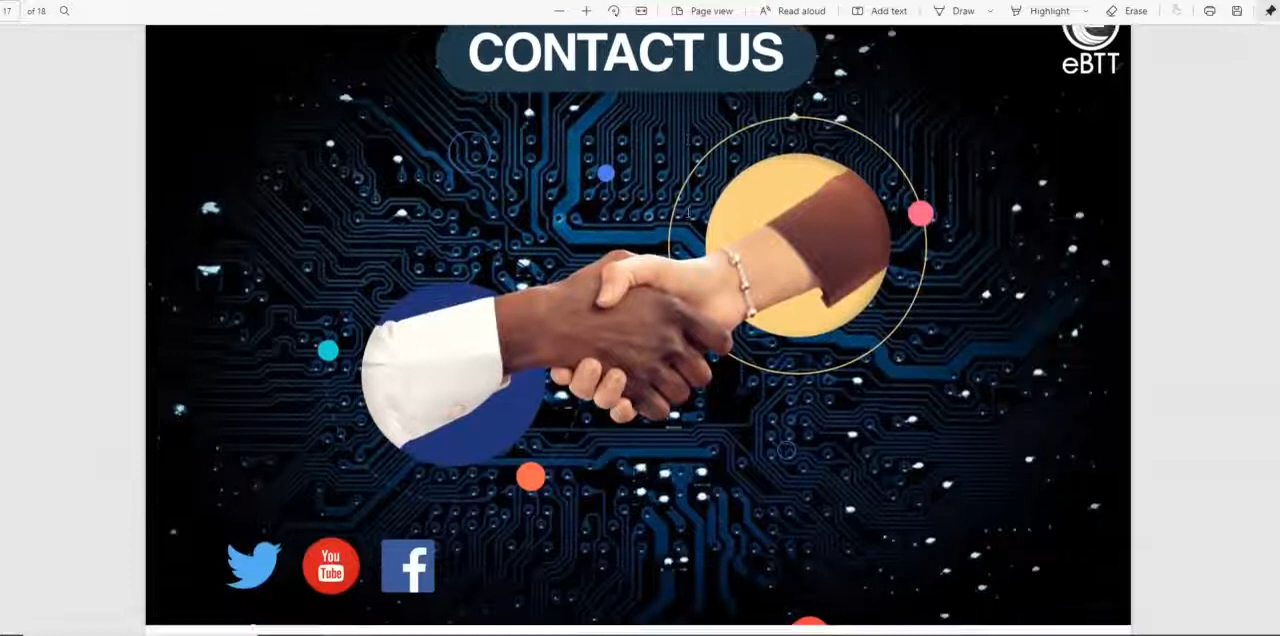 17 of 18 Page view Read aloud Add text Draw Highlight Erase
CONTACT US
eBTT
You
Tube
f